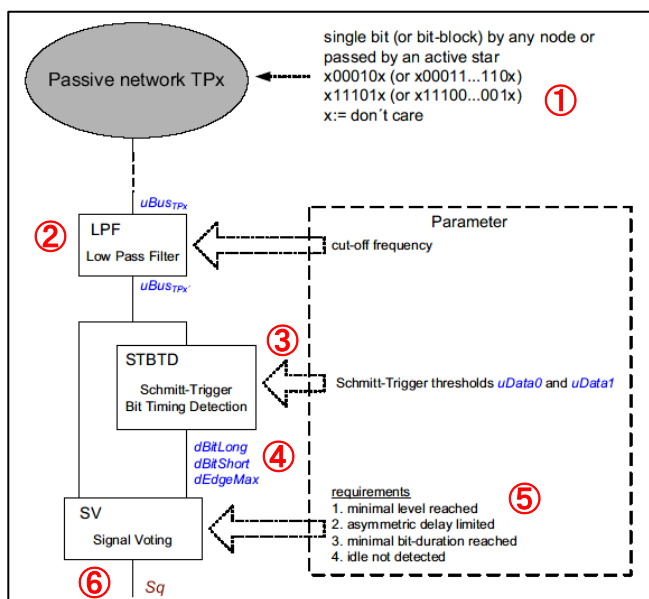 Passive network TPx
single bit (or bit-block) by any node or
passed by an active star
x00010x (or x00011...110x)
x11101x (or x11100...001x)
x:= don´t care
①
uBusTPx
②
LPF
Low Pass Filter
Parameter
cut-off frequency
uBusTPx'
③
STBTD
Schmitt-Trigger
Bit Timing Detection
Schmitt-Trigger thresholds uData0 and uData1
dBitLong
dBitShort
dEdgeMax
④
SV
Signal Voting
requirements
1. minimal level reached
2. asymmetric delay limited
3. minimal bit-duration reached
4. idle not detected
⑤
⑥
Sq